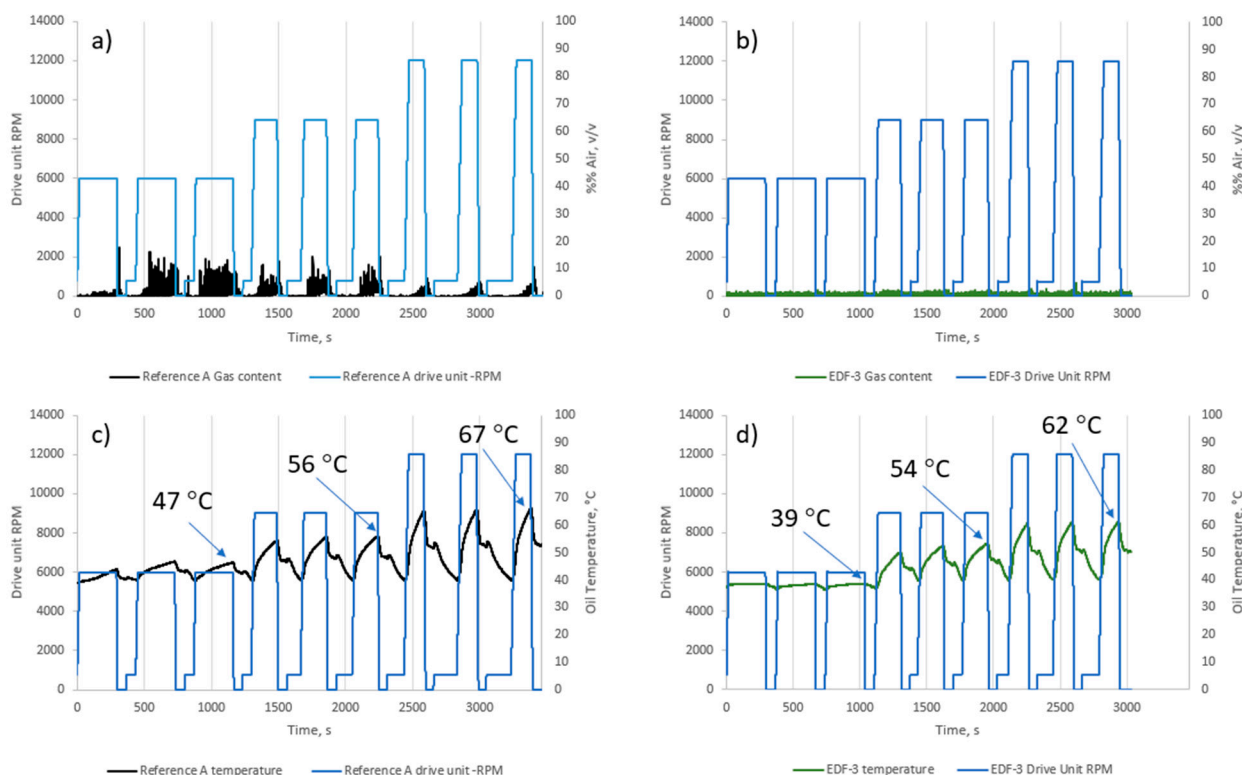 a)
14000
12000
10000
8000
6000
4000
2000
0
Drive unit RPM
100
90
80
70
60
50
40
30
20
10
0
%% Air, v/v
0 500 1000 1500 2000 2500 3000
Time, s
Reference A Gas content Reference A drive unit -RPM
b)
14000
12000
10000
8000
6000
4000
2000
0
Drive unit RPM
100
90
80
70
60
50
40
30
20
10
0
%% Air, v/v
0 500 1000 1500 2000 2500 3000
Time, s
EDF-3 Gas content EDF-3 Drive Unit RPM
c)
14000
12000
10000
8000
6000
4000
2000
0
Drive unit RPM
47 °C
56 °C
67 °C
100
90
80
70
60
50
40
30
20
10
0
Oil Temperature, °C
0 500 1000 1500 2000 2500 3000
Time, s
Reference A temperature Reference A drive unit -RPM
d)
14000
12000
10000
8000
6000
4000
2000
0
Drive unit RPM
39 °C
54 °C
62 °C
100
90
80
70
60
50
40
30
20
10
0
Oil Temperature, °C
0 500 1000 1500 2000 2500 3000
Time, s
EDF-3 temperature EDF-3 Drive Unit RPM